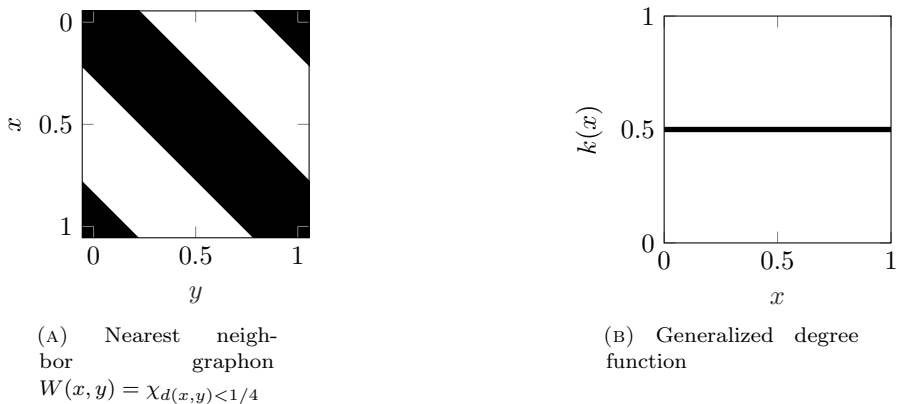 0
0.5
1
x
0
0.5
1
y
(A) Nearest neigh-
bor graphon
W(x, y) = χ_{d(x,y)<1/4}
1
0.5
0
k(x)
0
0.5
1
x
(B) Generalized degree
function